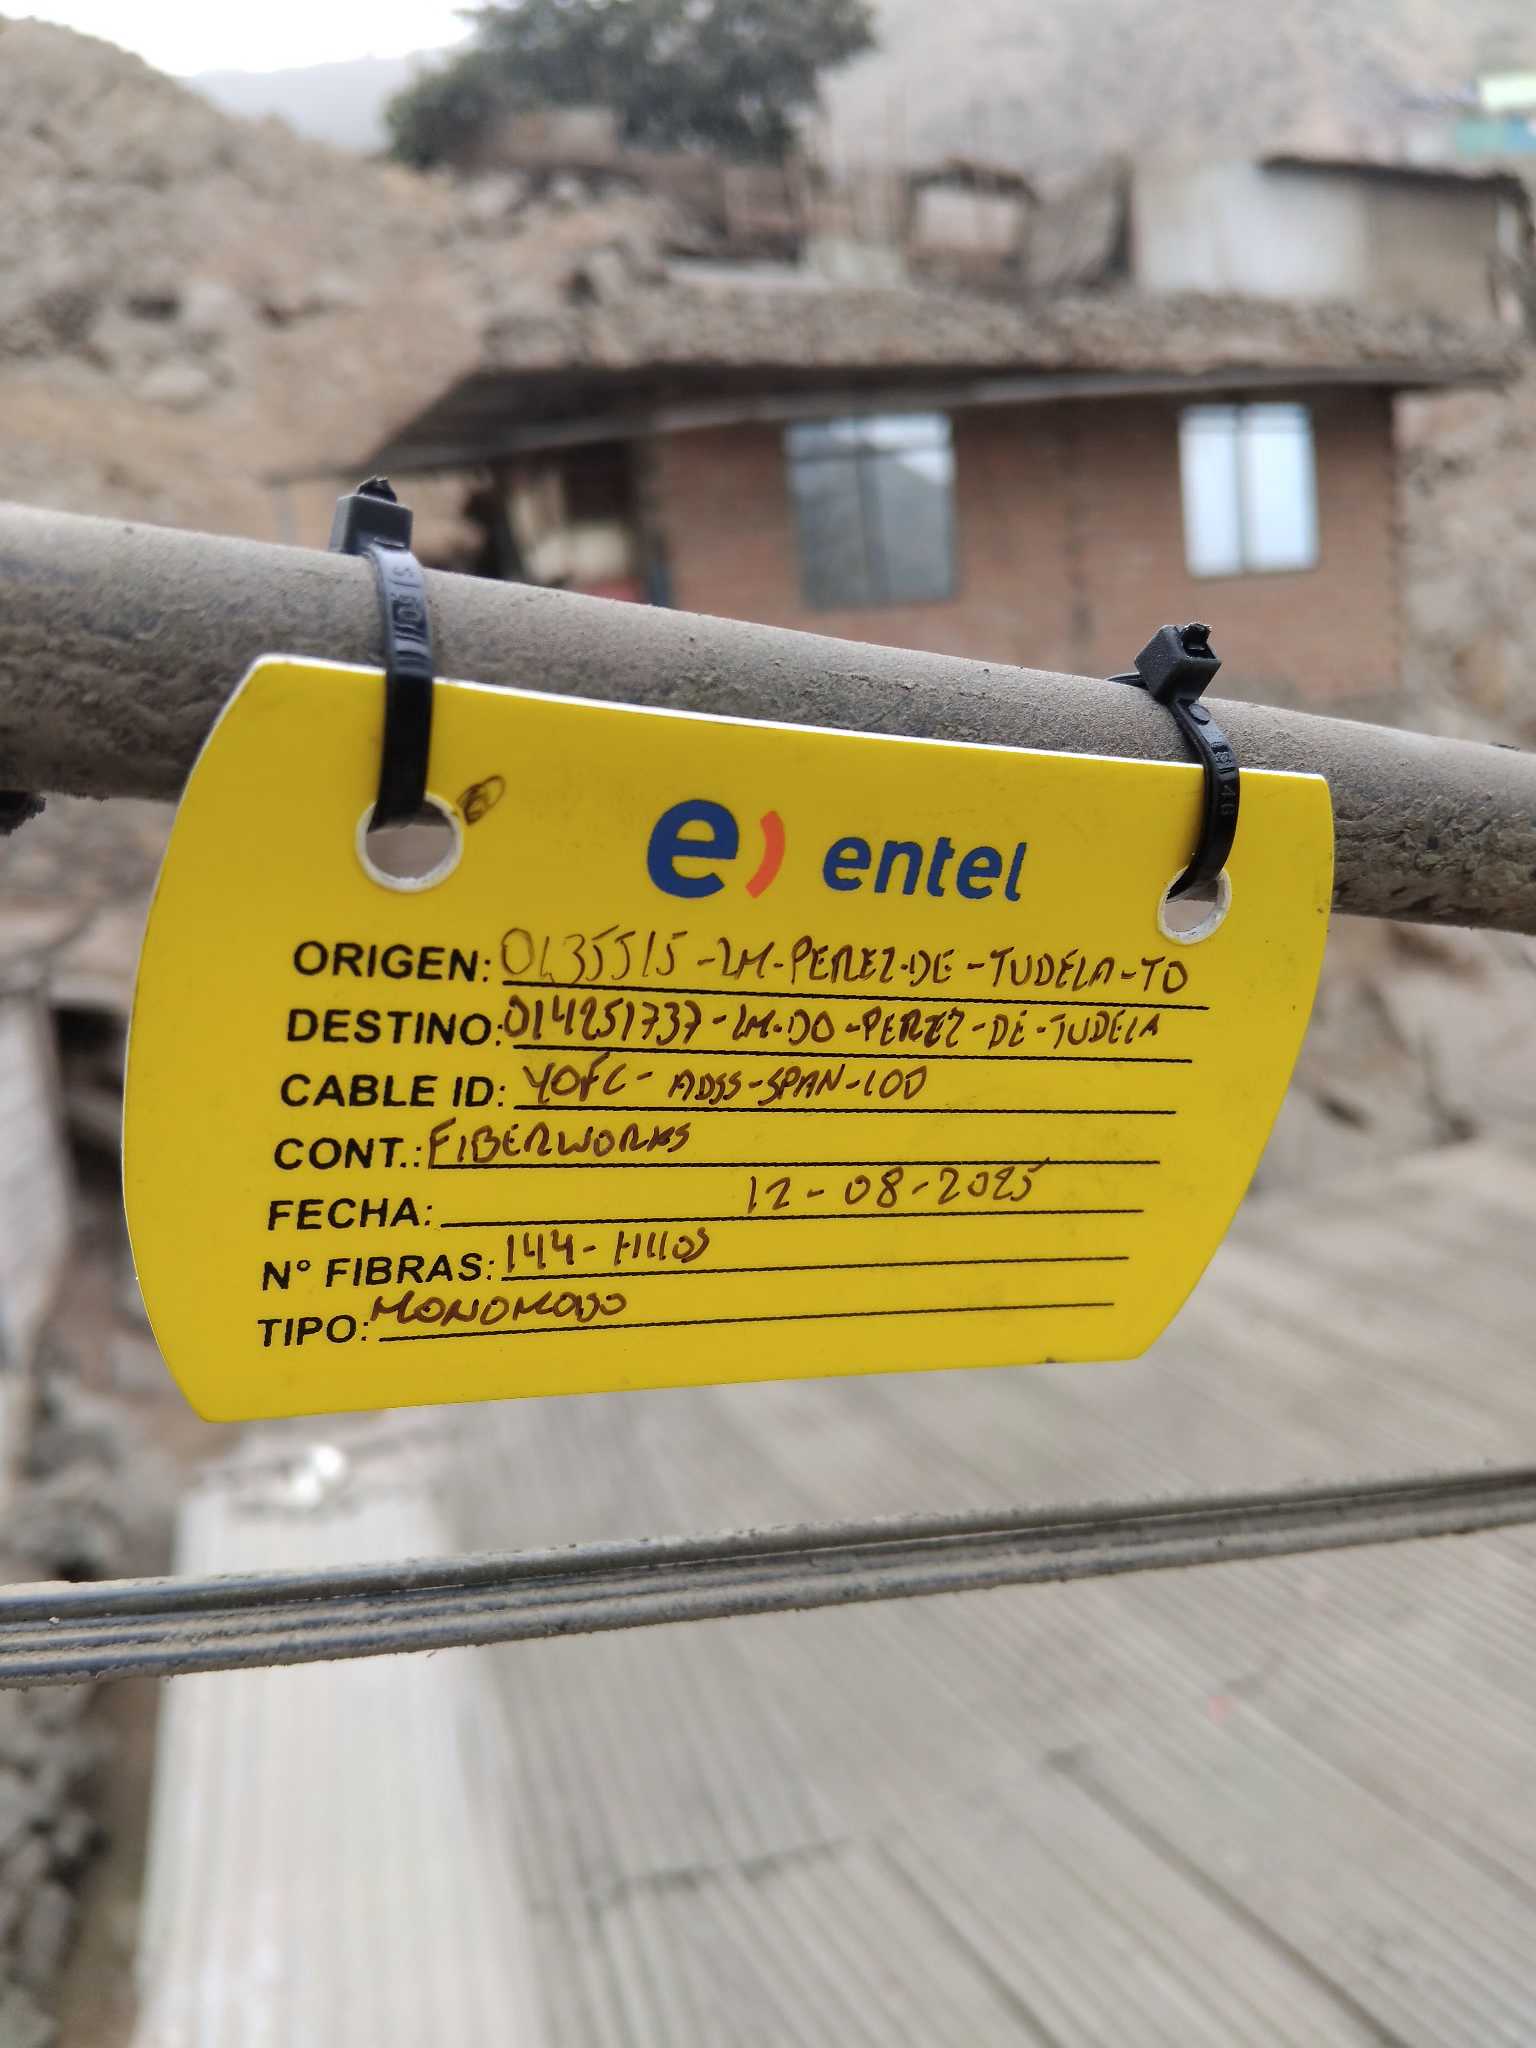 e) entel
ORIGEN: 0135515-LM-PEREZ-DE-TUDELA-TO
DESTINO: 014251737-LM-DO-PEREZ-DE-TUDELA
CABLE ID: YOFC-ADSS-SPAN-100
CONT.: FIBERWORKS
FECHA: 12-08-2025
N° FIBRAS: 144-HILOS
TIPO: MONOMODO